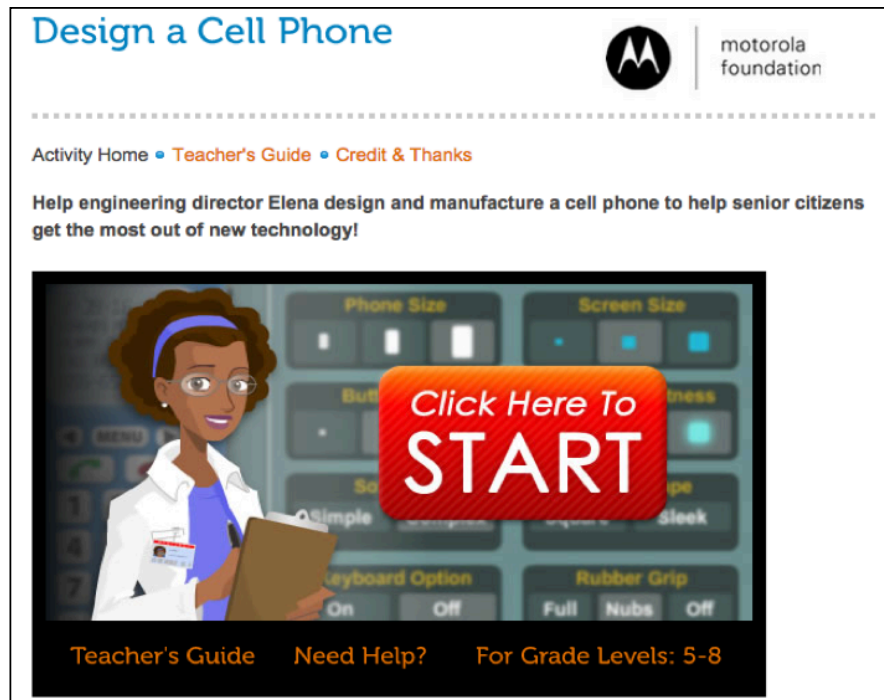 Design a Cell Phone
motorola
foundation
Activity Home • Teacher's Guide • Credit & Thanks
Help engineering director Elena design and manufacture a cell phone to help senior citizens
get the most out of new technology!
Phone Size
Screen Size
Click Here To
START
MENU
1
4
7
Simple
Sleek
Option
Rubber Grip
On
Off
Full
Nubs
Off
Teacher's Guide
Need Help?
For Grade Levels: 5-8